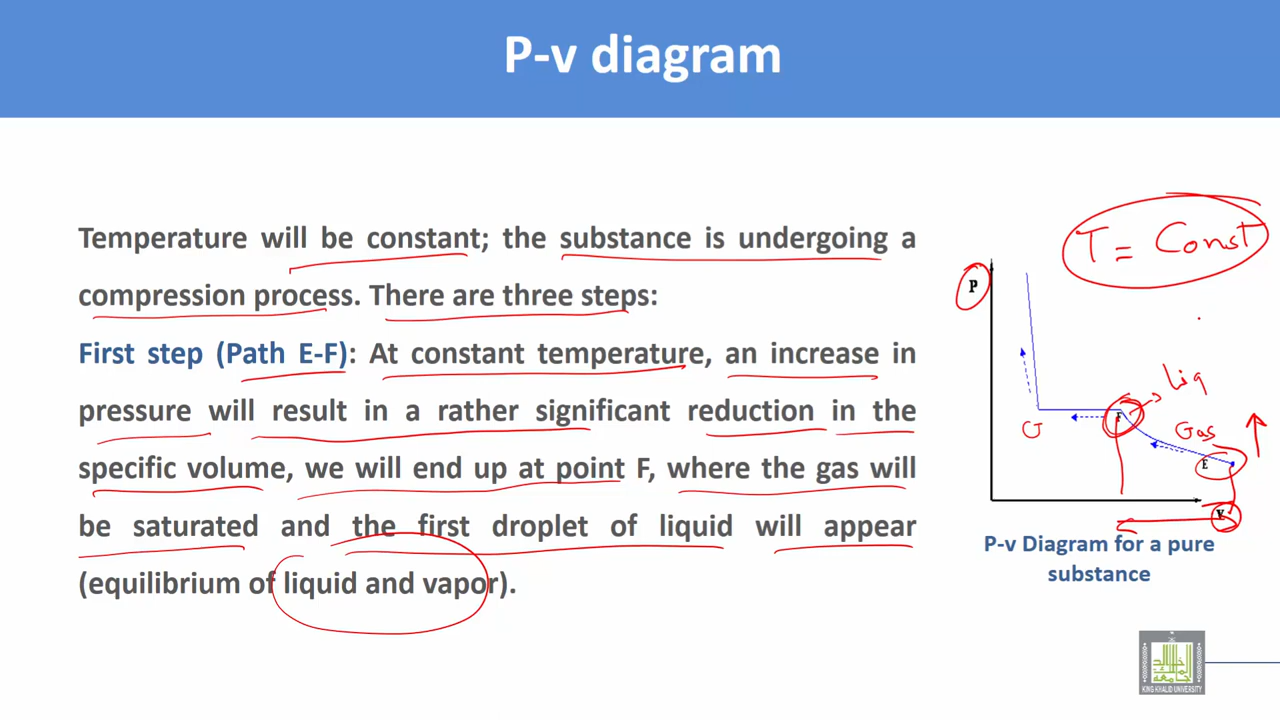 P-v diagram
Temperature will be constant; the substance is undergoing a
compression process. There are three steps:
First step (Path E-F): At constant temperature, an increase in
pressure will result in a rather significant reduction in the
specific volume, we will end up at point F, where the gas will
be saturated and the first droplet of liquid will appear
(equilibrium of liquid and vapor).
T = Const
P
Liq
F
G
Gas
E
V
P-v Diagram for a pure
substance
KING KHALID UNIVERSITY